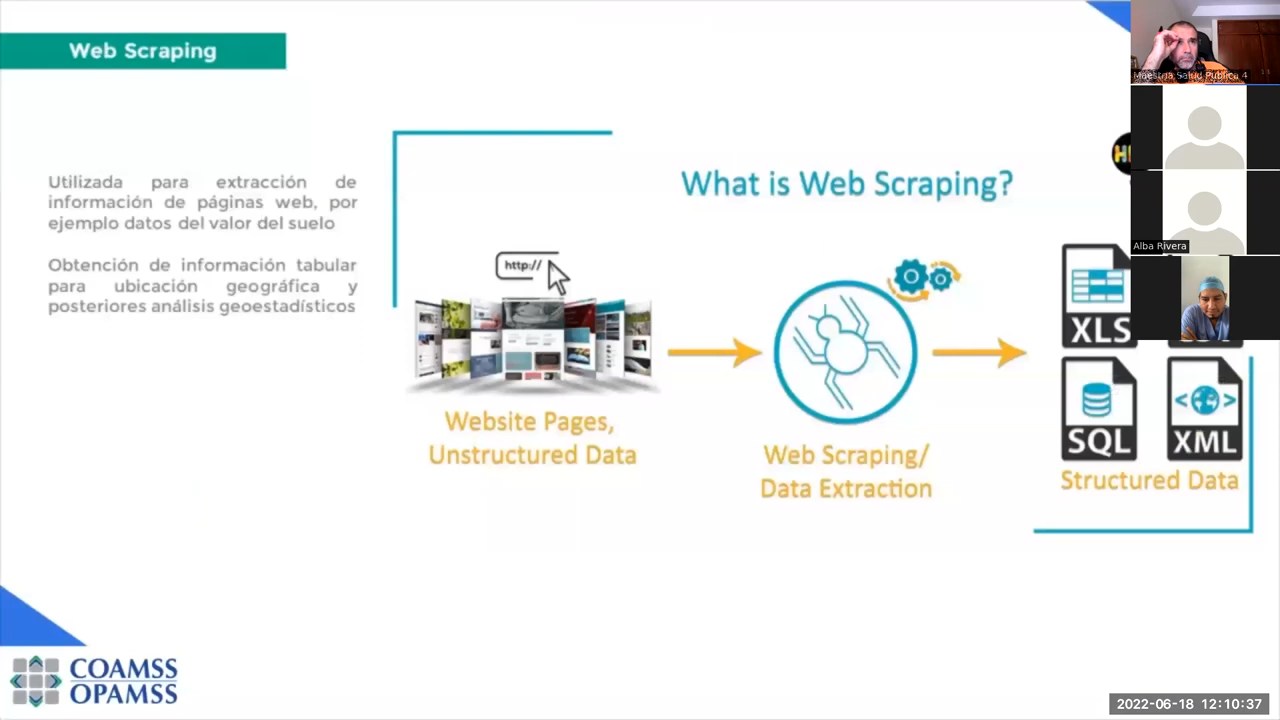 Web Scraping
Utilizada para extracción de
información de páginas web, por
ejemplo datos del valor del suelo
Obtención de información tabular
para ubicación geográfica y
posteriores análisis geoestadísticos
What is Web Scraping?
http://
Website Pages,
Unstructured Data
Web Scraping/
Data Extraction
XLS
SQL
XML
Structured Data
COAMSS
OPAMSS
Maestria Salud Publica 4
Alba Rivera
2022-06-18 12:10:37